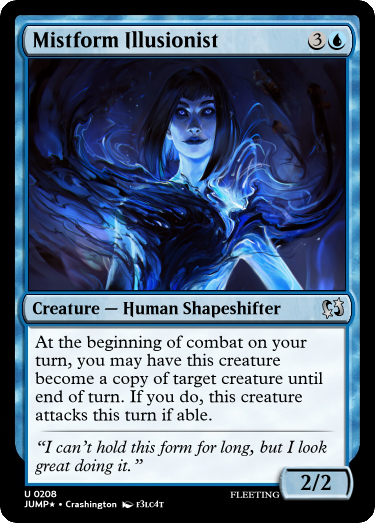 Mistform Illusionist 3
Creature — Human Shapeshifter
At the beginning of combat on your
turn, you may have this creature
become a copy of target creature until
end of turn. If you do, this creature
attacks this turn if able.
“I can’t hold this form for long, but I look
great doing it.”
2/2
U 0208 FLEETING
JUMP★ • Crashington r3Lc4T